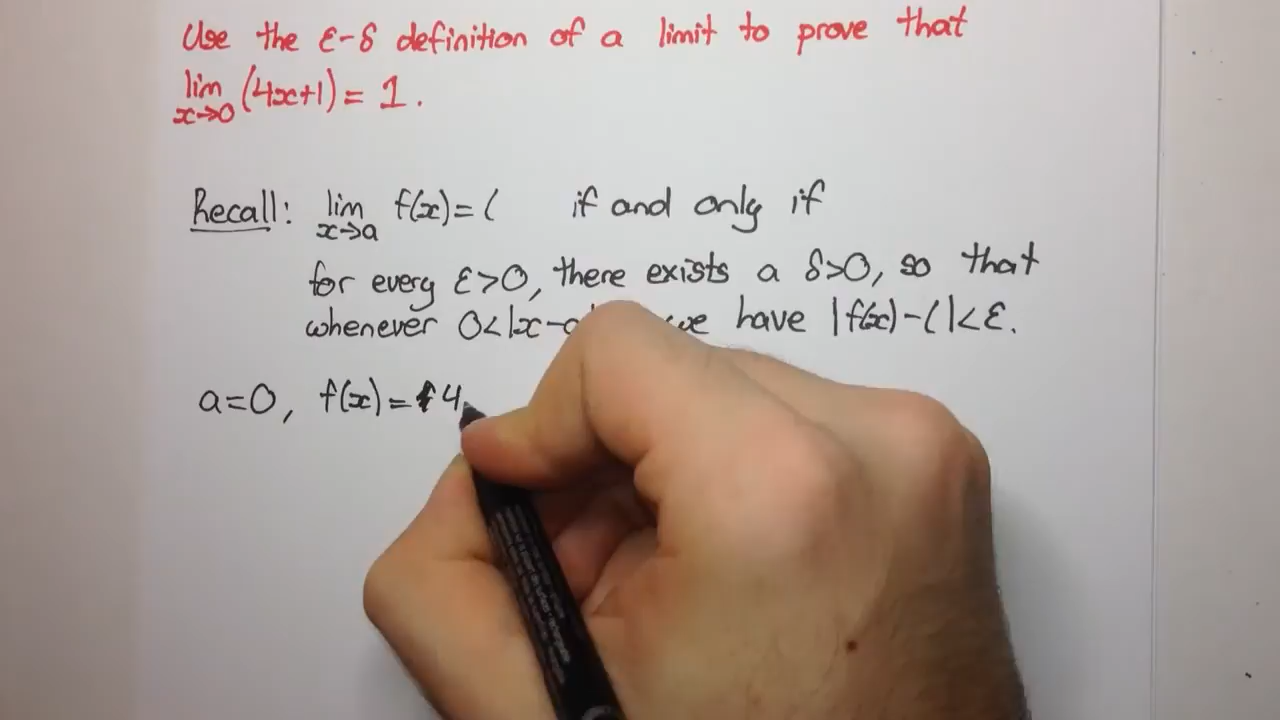 Use the ε-δ definition of a limit to prove that
lim x→0 (4x+1) = 1.
Recall: lim x→a f(x) = l if and only if
for every ε>0, there exists a δ>0, so that
whenever 0<|x-a| we have |f(x)-l|<ε.
a=0, f(x)= 4